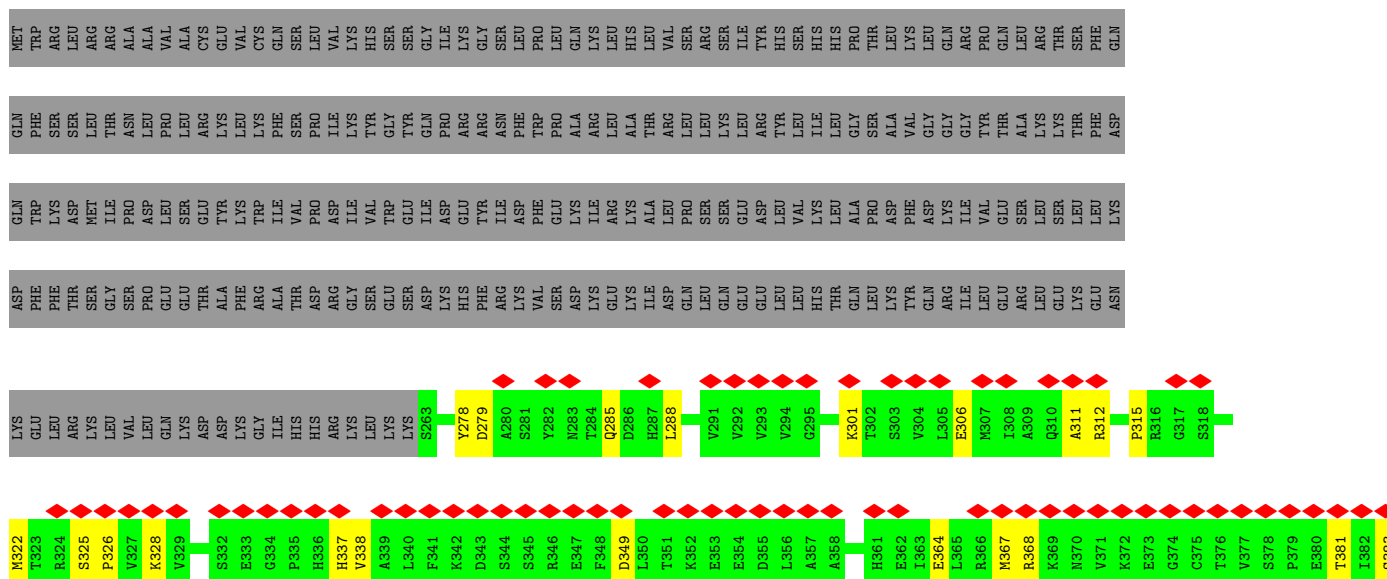 MET TRP ARG LEU ARG ARG ALA ALA VAL ALA CYS GLU VAL CYS GLN SER LEU VAL LYS HIS SER SER GLY ILE LYS GLY SER LEU PRO LEU GLN LYS LEU HIS LEU VAL SER ARG SER ILE TYR HIS SER HIS HIS PRO THR LEU LYS LEU GLN ARG PRO GLN LEU ARG THR SER PHE GLN
GLN PHE SER SER LEU THR ASN LEU PRO LEU ARG LYS LEU LYS PHE SER PRO ILE LYS TYR GLY TYR GLN PRO ARG ARG ASN PHE TRP PRO ALA ARG LEU ALA THR ARG LEU LEU LYS LEU ARG TYR LEU ILE LEU GLY SER ALA VAL GLY GLY GLY TYR THR ALA LYS LYS THR PHE ASP
GLN TRP LYS ASP MET ILE PRO ASP LEU SER GLU TYR LYS TRP ILE VAL PRO ASP ILE VAL TRP GLU ILE ASP GLU TYR ILE ASP PHE GLU LYS ILE ARG LYS ALA LEU PRO SER SER GLU ASP LEU VAL LYS LEU ALA PRO ASP PHE ASP LYS ILE VAL GLU SER LEU SER LEU LEU LYS
ASP PHE PHE THR SER GLY SER PRO GLU GLU THR ALA PHE ARG ALA THR ASP ARG GLY SER GLU SER ASP LYS HIS PHE ARG LYS VAL SER ASP LYS GLU LYS ILE ASP GLN LEU GLN GLU GLU LEU LEU HIS THR GLN LEU LYS TYR GLN ARG ILE LEU GLU ARG LEU GLU LYS GLU ASN
LYS GLU LEU ARG LYS LEU VAL LEU GLN LYS ASP ASP LYS GLY ILE HIS HIS ARG LYS LEU LYS LYS S263 Y278 D279 A280 S281 Y282 N283 T284 Q285 D286 H287 L288 V291 V292 V293 V294 G295 K301 T302 S303 V304 L305 E306 M307 I308 A309 Q310 A311 R312 P315 R316 G317 S318
M322 T323 R324 S325 P326 V327 K328 V329 S332 E333 G334 P335 H336 H337 V338 A339 L340 F341 K342 D343 S344 S345 R346 E347 F348 D349 L350 T351 K352 E353 E354 D355 L356 A357 A358 H361 E362 I363 E364 L365 R366 M367 R368 K369 N370 V371 K372 E373 G374 C375 T376 V377 S378 P379 E380 T381 I382